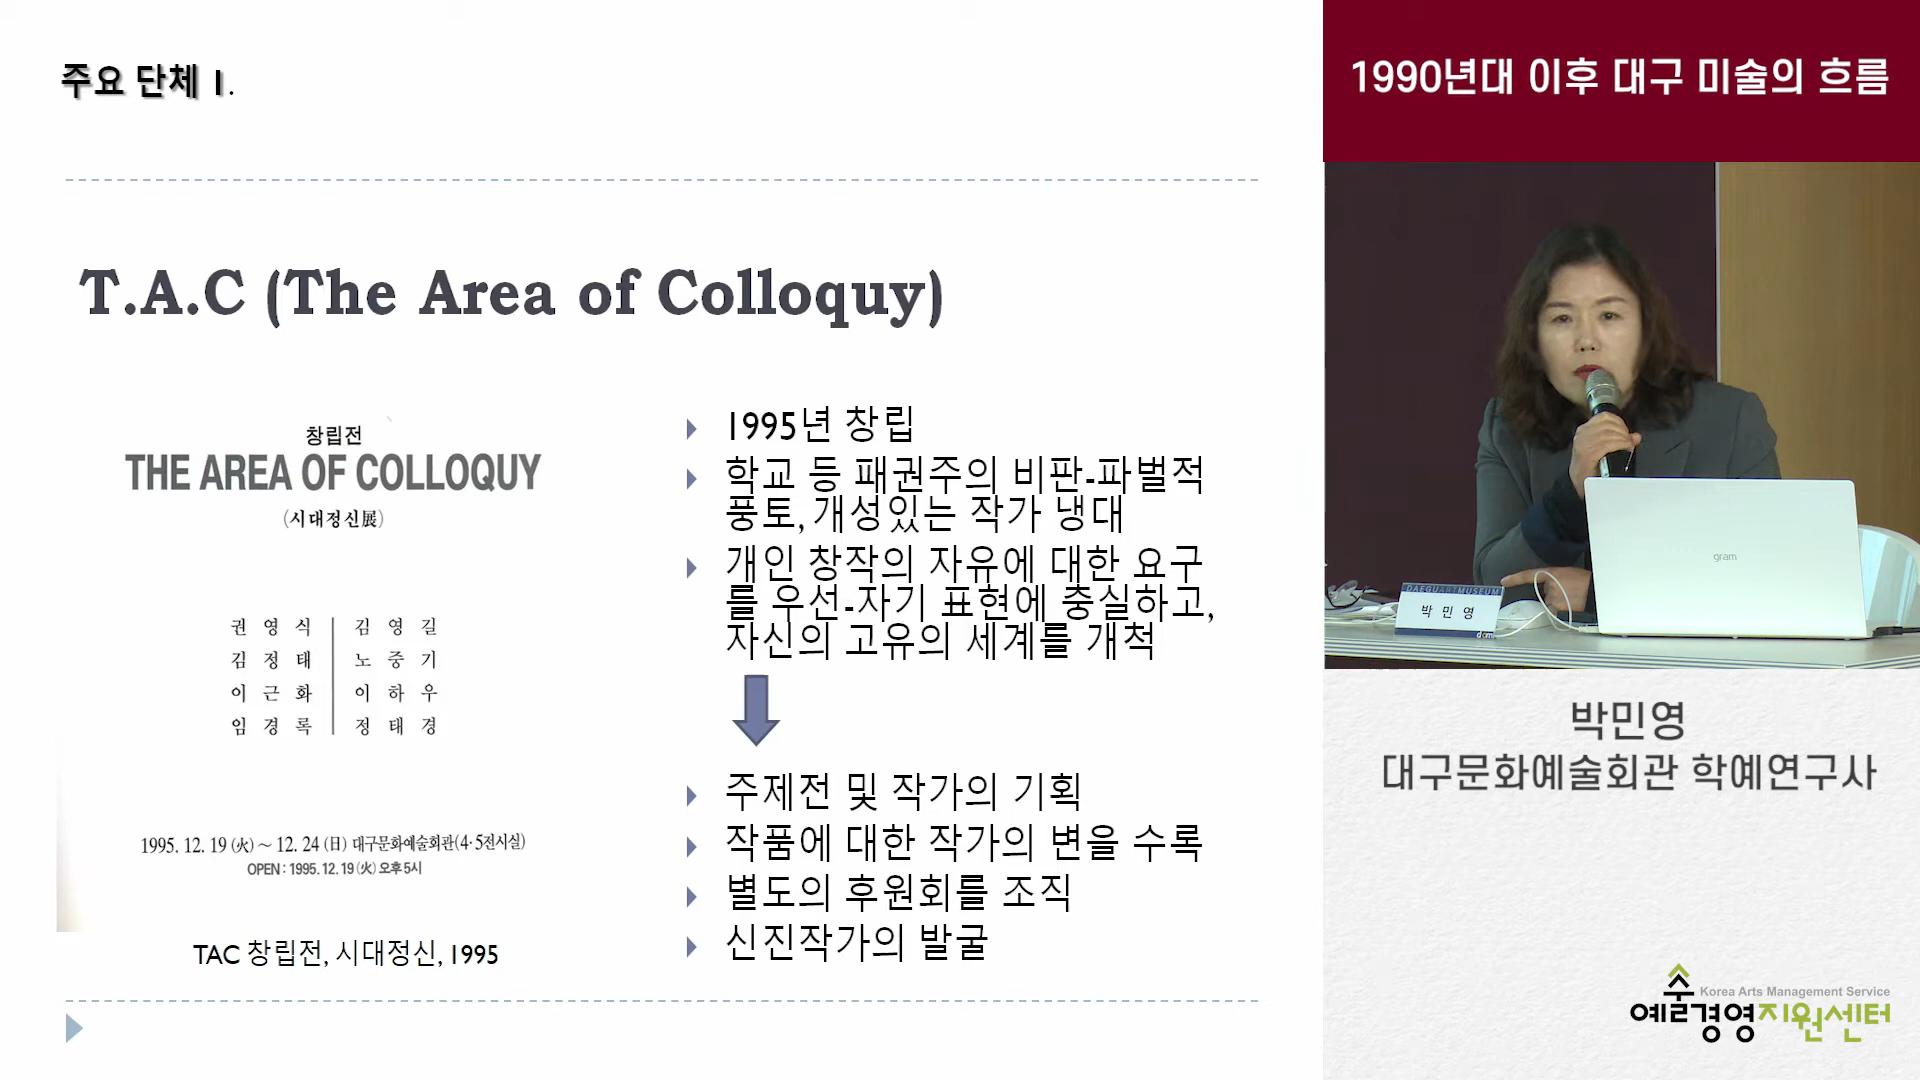 주요 단체 1.
T.A.C (The Area of Colloquy)
창립전
THE AREA OF COLLOQUY
(시대정신展)
권영식 김영길
김정태 노중기
이근화 이하우
임경록 정태경
1995. 12. 19 (火) ~ 12. 24 (日) 대구문화예술회관(4·5전시실)
OPEN : 1995. 12. 19 (火) 오후 5시
TAC 창립전, 시대정신, 1995
1995년 창립
학교 등 패권주의 비판-파벌적
풍토, 개성있는 작가 냉대
개인 창작의 자유에 대한 요구
를 우선-자기 표현에 충실하고,
자신의 고유의 세계를 개척
주제전 및 작가의 기획
작품에 대한 작가의 변을 수록
별도의 후원회를 조직
신진작가의 발굴
1990년대 이후 대구 미술의 흐름
gram
DAEGU ART MUSEUM
박민영
dam
박민영
대구문화예술회관 학예연구사
Korea Arts Management Service
예술경영지원센터